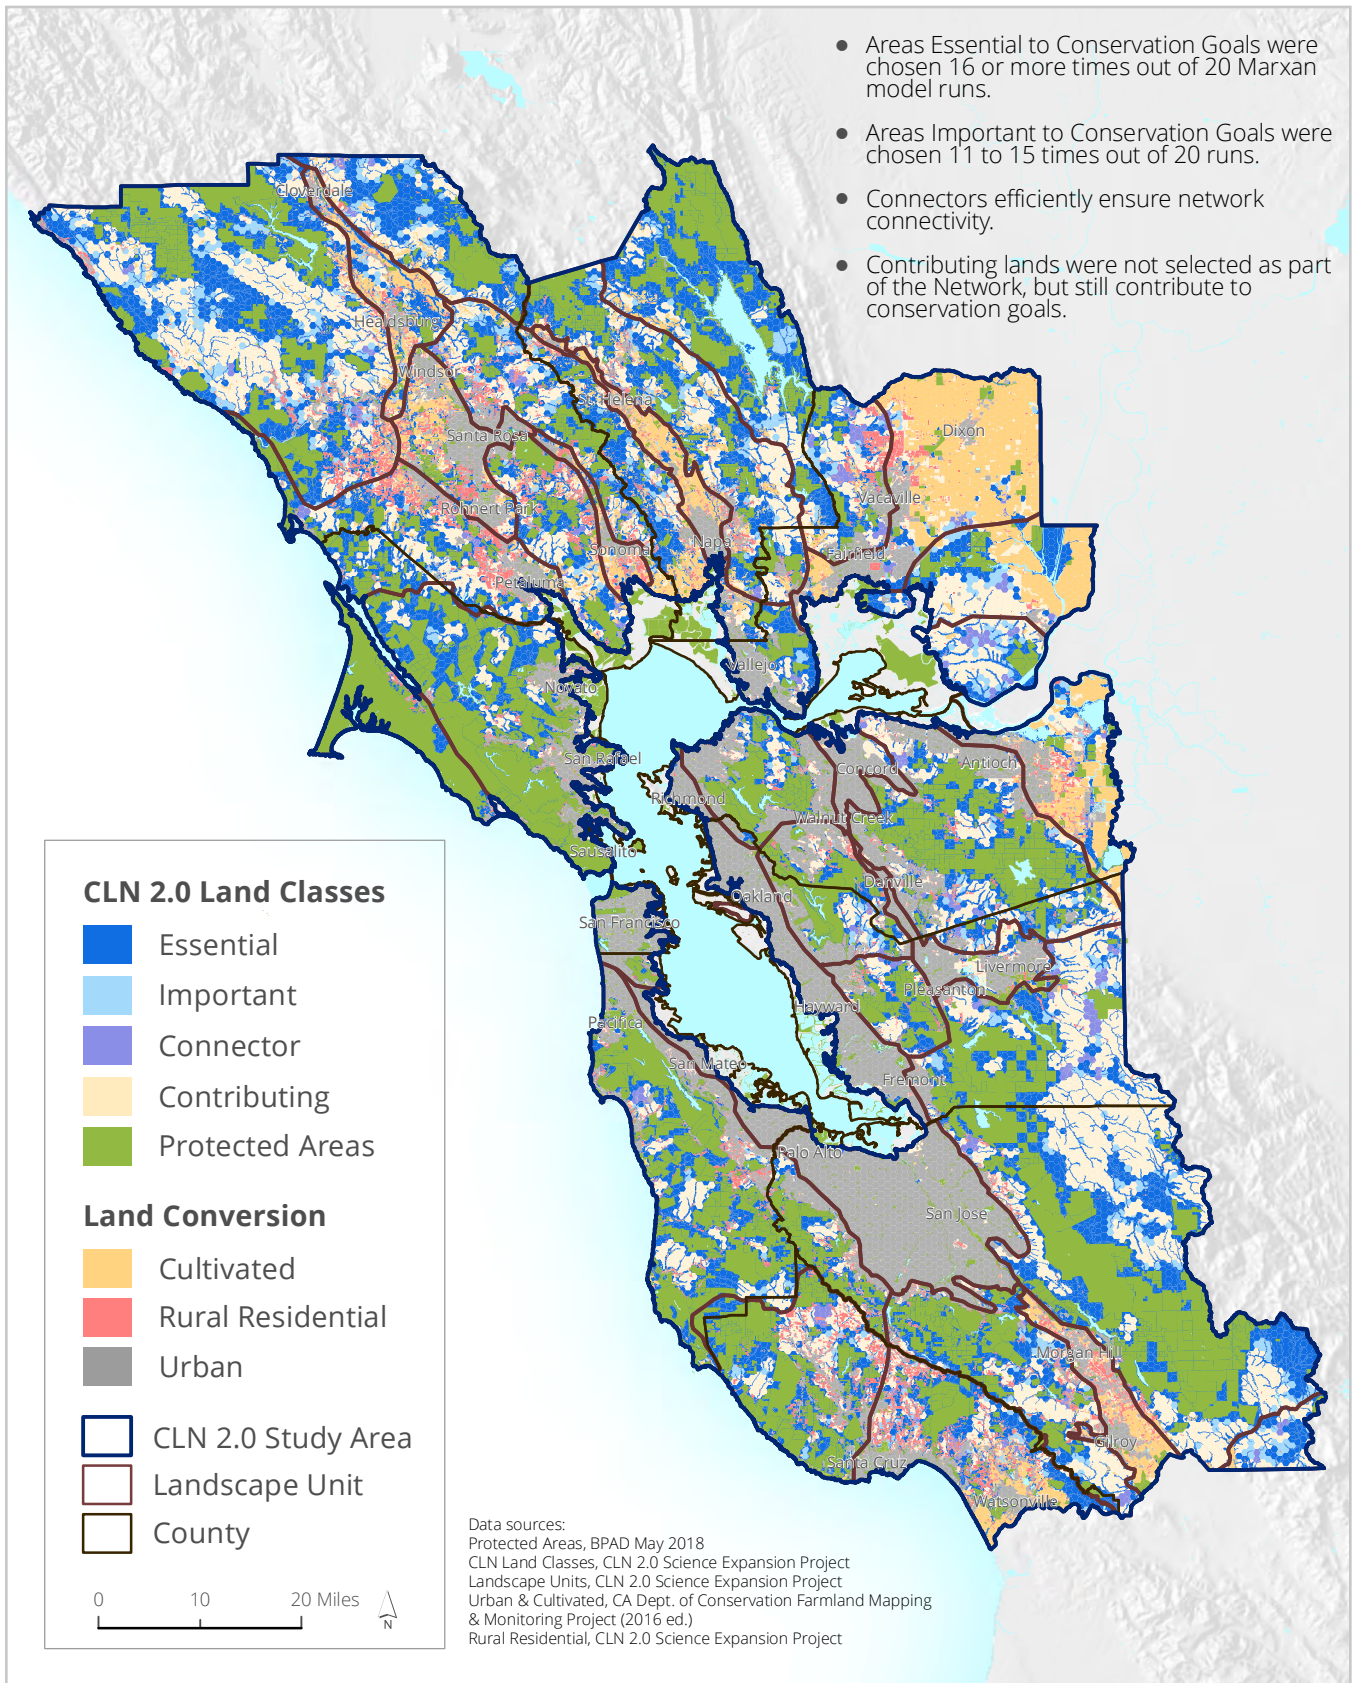 Areas Essential to Conservation Goals were
chosen 16 or more times out of 20 Marxan
model runs.
Areas Important to Conservation Goals were
chosen 11 to 15 times out of 20 runs.
Connectors efficiently ensure network
connectivity.
Contributing lands were not selected as part
of the Network, but still contribute to
conservation goals.
Cloverdale
Healdsburg
Windsor
St. Helena
Santa Rosa
Dixon
Vacaville
Rohnert Park
Sonoma
Napa
Fairfield
Petaluma
Vallejo
Novato
San Rafael
Concord
Antioch
Richmond
Walnut Creek
Sausalito
Danville
Oakland
San Francisco
Livermore
Pleasanton
Hayward
Pacifica
San Mateo
Fremont
Palo Alto
San Jose
Morgan Hill
Gilroy
Santa Cruz
Watsonville
CLN 2.0 Land Classes
Essential
Important
Connector
Contributing
Protected Areas
Land Conversion
Cultivated
Rural Residential
Urban
CLN 2.0 Study Area
Landscape Unit
County
0 10 20 Miles
N
Data sources:
Protected Areas, BPAD May 2018
CLN Land Classes, CLN 2.0 Science Expansion Project
Landscape Units, CLN 2.0 Science Expansion Project
Urban & Cultivated, CA Dept. of Conservation Farmland Mapping
& Monitoring Project (2016 ed.)
Rural Residential, CLN 2.0 Science Expansion Project